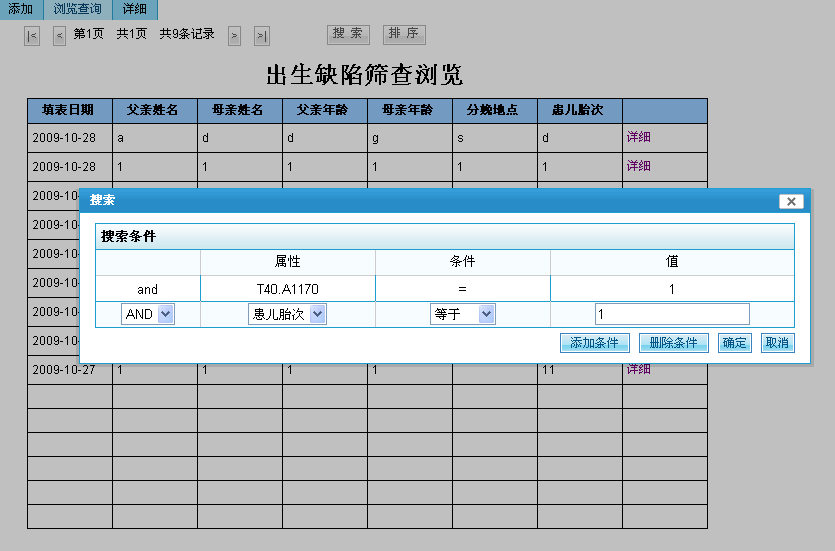 添加 浏览查询 详细
|< < 第1页 共1页 共9条记录 > >| 搜 索 排 序
出生缺陷筛查浏览
填表日期 父亲姓名 母亲姓名 父亲年龄 母亲年龄 分娩地点 患儿胎次
2009-10-28 a d d g s d 详细
2009-10-28 1 1 1 1 1 1 详细
2009-10-
搜索
2009-10-
搜索条件
2009-10-
属性 条件 值
2009-10-
and T40.A1170 = 1
2009-10-
AND 患儿胎次 等于 1
2009-10-
添加条件 删除条件 确定 取消
2009-10-27 1 1 1 1 11 详细